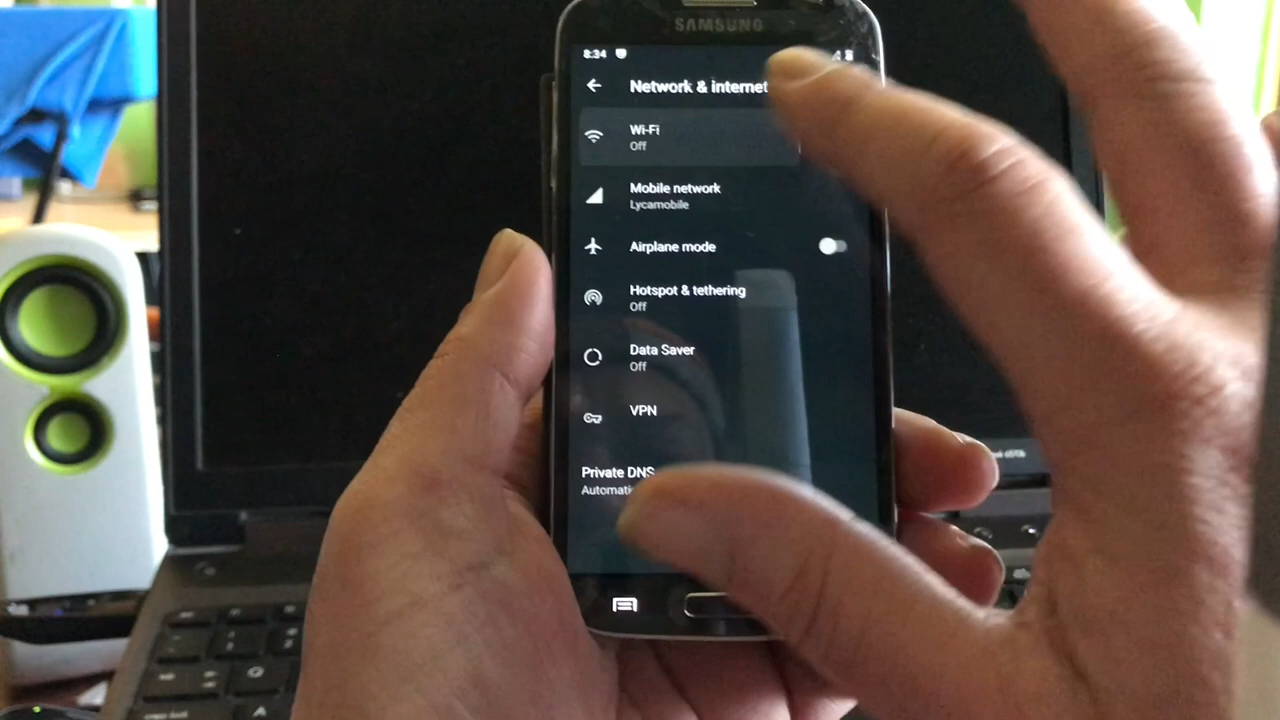 SAMSUNG
8:34
Network & internet
Wi-Fi
Off
Mobile network
Lycamobile
Airplane mode
Hotspot & tethering
Off
Data Saver
Off
VPN
Private DNS
Automati